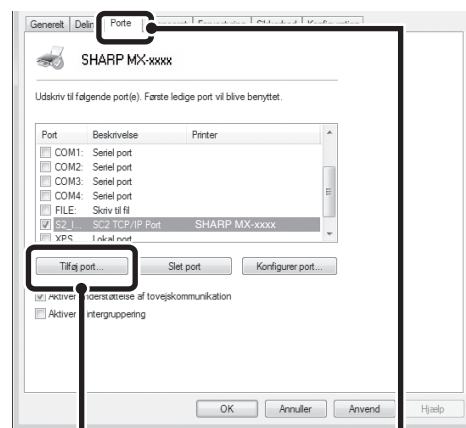 Generelt Porte
SHARP MX-xxxx
Udskriv til følgende port(e). Første ledige port vil blive benyttet.
Port Beskrivelse Printer
COM1: Seriel port
COM2: Seriel port
COM3: Seriel port
COM4: Seriel port
FILE: Skriv til fil
S2_I... SC2 TCP/IP Port SHARP MX-xxxx
XPS Lokal port
Tilføj port... Slet port Konfigurer port...
Aktiver understøttelse af tovejskommunikation
Aktiver intergruppering
OK Annuller Anvend Hjælp